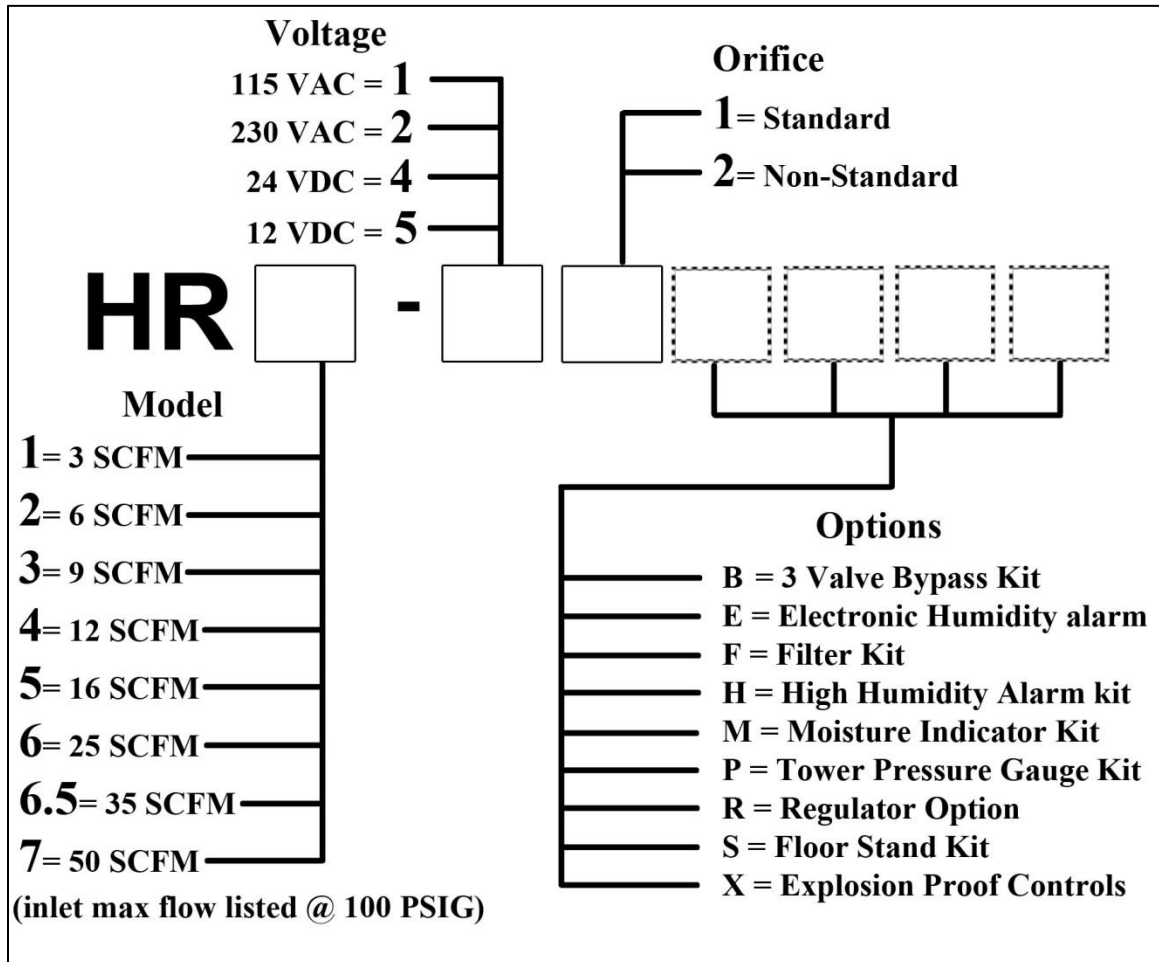 Voltage
115 VAC = 1
230 VAC = 2
24 VDC = 4
12 VDC = 5
Orifice
1= Standard
2= Non-Standard
HR -
Model
1= 3 SCFM
2= 6 SCFM
3= 9 SCFM
4= 12 SCFM
5= 16 SCFM
6= 25 SCFM
6.5= 35 SCFM
7= 50 SCFM
(inlet max flow listed @ 100 PSIG)
Options
B = 3 Valve Bypass Kit
E = Electronic Humidity alarm
F = Filter Kit
H = High Humidity Alarm kit
M = Moisture Indicator Kit
P = Tower Pressure Gauge Kit
R = Regulator Option
S = Floor Stand Kit
X = Explosion Proof Controls